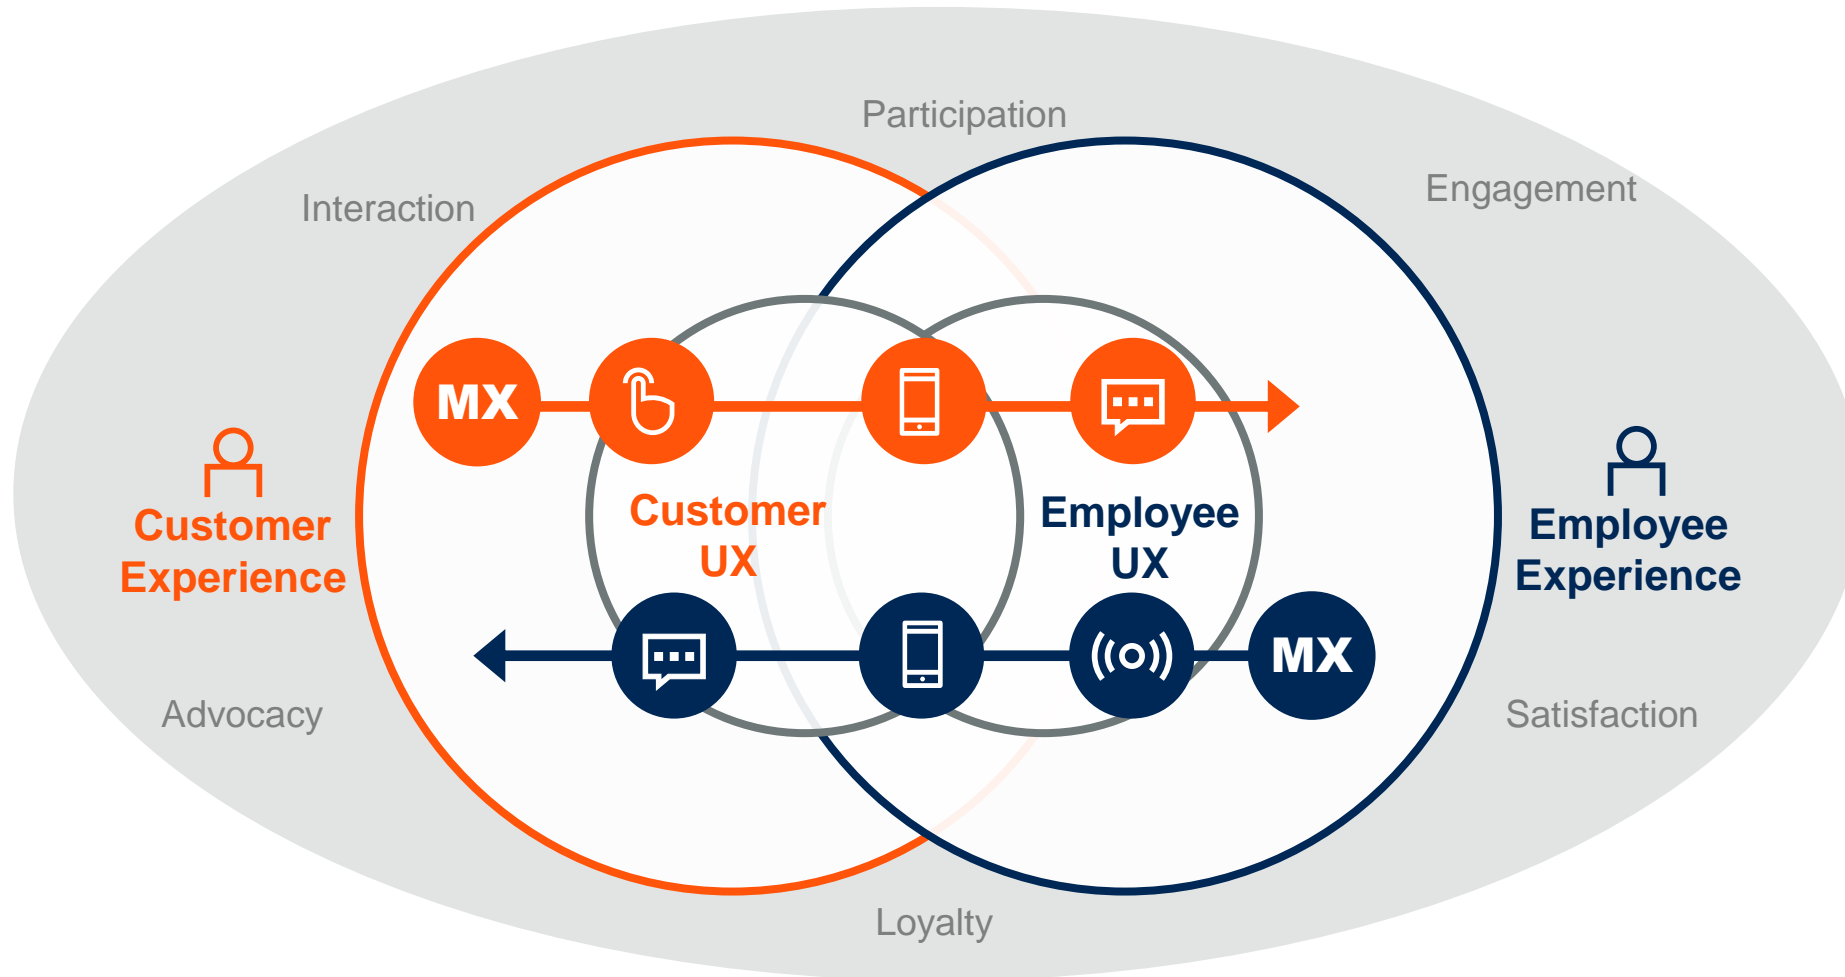 Participation
Interaction
Engagement
MX
Customer
Experience
Customer
UX
Employee
UX
Employee
Experience
MX
Advocacy
Satisfaction
Loyalty